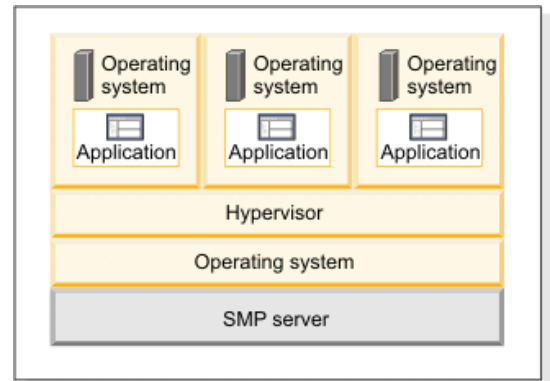 Operating
system
Application
Operating
system
Application
Operating
system
Application
Hypervisor
Operating system
SMP server